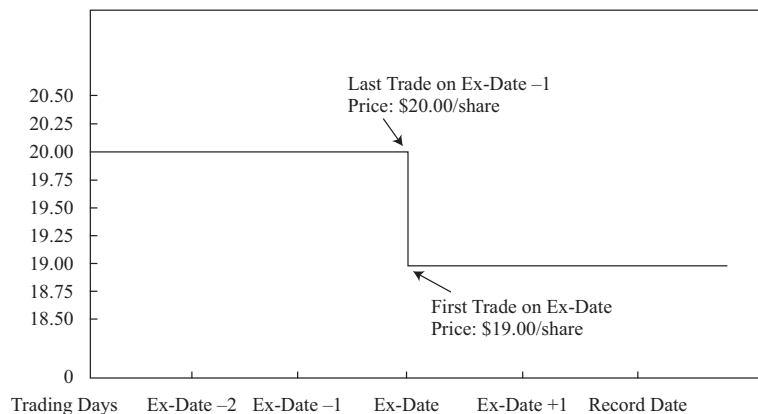 Last Trade on Ex-Date –1
Price: $20.00/share
20.50
20.25
20.00
19.75
19.50
19.25
19.00
18.75
18.50
First Trade on Ex-Date
Price: $19.00/share
0
Trading Days Ex-Date –2 Ex-Date –1 Ex-Date Ex-Date +1 Record Date